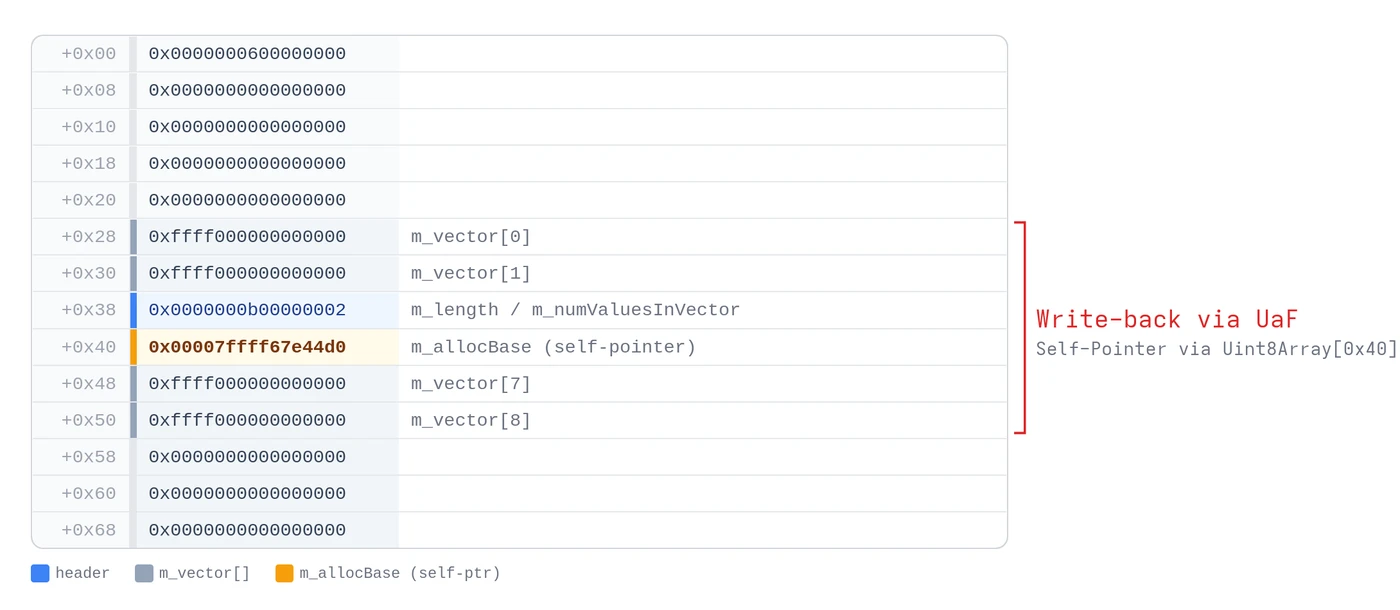 +0x00 0x0000000600000000
+0x08 0x0000000000000000
+0x10 0x0000000000000000
+0x18 0x0000000000000000
+0x20 0x0000000000000000
+0x28 0xffff000000000000 m_vector[0]
+0x30 0xffff000000000000 m_vector[1]
+0x38 0x0000000b00000002 m_length / m_numValuesInVector
+0x40 0x00007ffff67e44d0 m_allocBase (self-pointer)
+0x48 0xffff000000000000 m_vector[7]
+0x50 0xffff000000000000 m_vector[8]
+0x58 0x0000000000000000
+0x60 0x0000000000000000
+0x68 0x0000000000000000
Write-back via UaF
Self-Pointer via Uint8Array[0x40]
header m_vector[] m_allocBase (self-ptr)